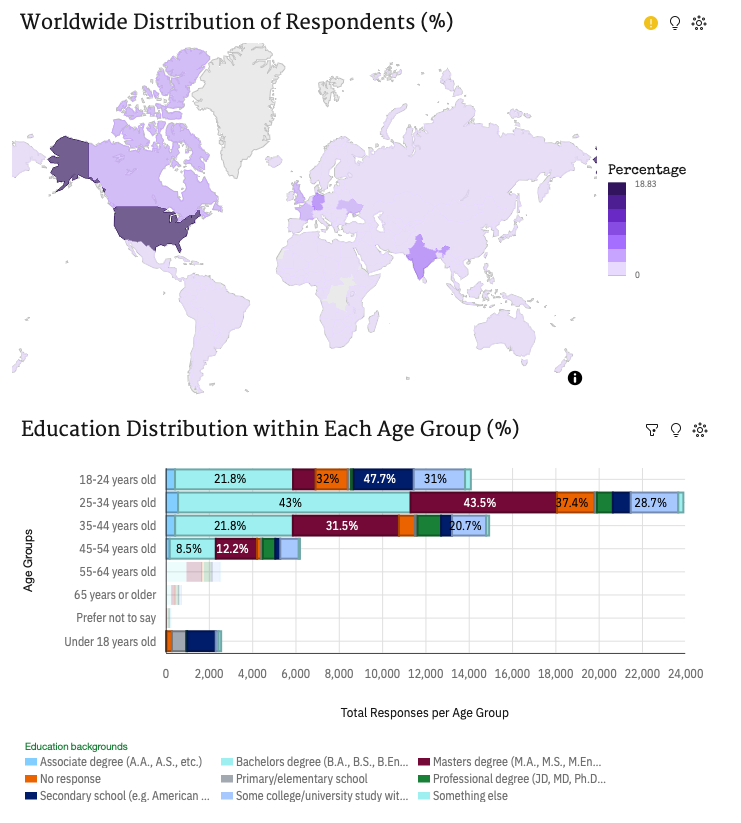 Worldwide Distribution of Respondents (%)
Percentage
18.83
0
Education Distribution within Each Age Group (%)
Age Groups
18-24 years old
21.8%
32%
47.7%
31%
25-34 years old
43%
43.5%
37.4%
28.7%
35-44 years old
21.8%
31.5%
20.7%
45-54 years old
8.5%
12.2%
55-64 years old
65 years or older
Prefer not to say
Under 18 years old
0 2,000 4,000 6,000 8,000 10,000 12,000 14,000 16,000 18,000 20,000 22,000 24,000
Total Responses per Age Group
Education backgrounds
Associate degree (A.A., A.S., etc.) Bachelors degree (B.A., B.S., B.En... Masters degree (M.A., M.S., M.En...
No response Primary/elementary school Professional degree (JD, MD, Ph.D...
Secondary school (e.g. American ... Some college/university study wit... Something else